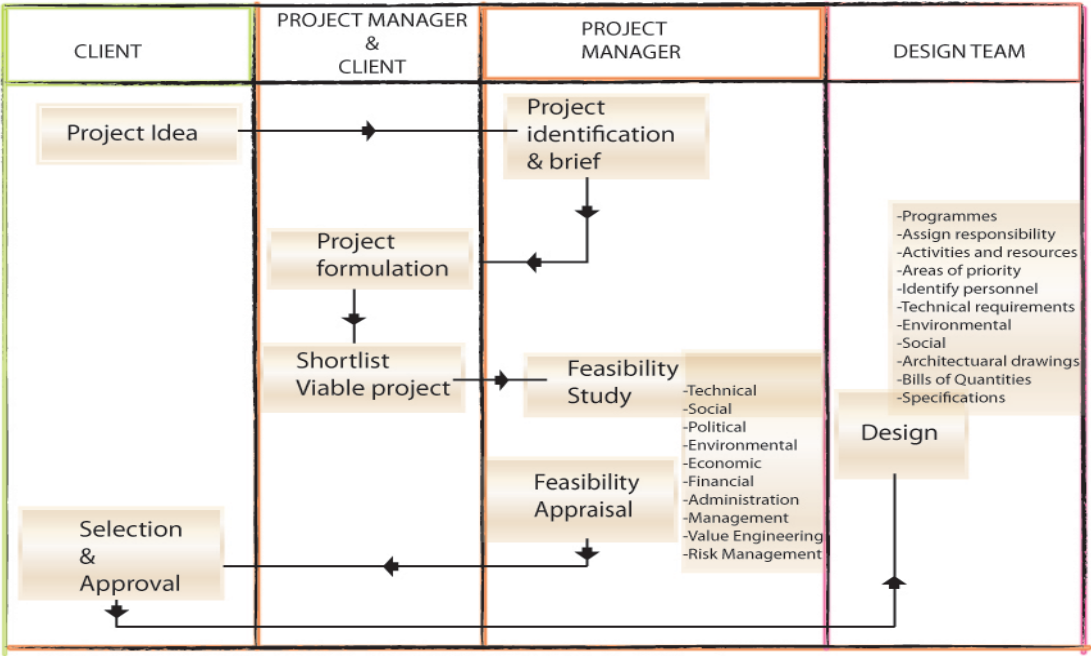 CLIENT
PROJECT MANAGER
&
CLIENT
PROJECT
MANAGER
DESIGN TEAM
Project Idea
Project
identification
& brief
Project
formulation
Shortlist
Viable project
Feasibility
Study
-Technical
-Social
-Political
-Environmental
-Economic
-Financial
-Administration
-Management
-Value Engineering
-Risk Management
Feasibility
Appraisal
Selection
&
Approval
-Programmes
-Assign responsibility
-Activities and resources
-Areas of priority
-Identify personnel
-Technical requirements
-Environmental
-Social
-Architectuaral drawings
-Bills of Quantities
-Specifications
Design